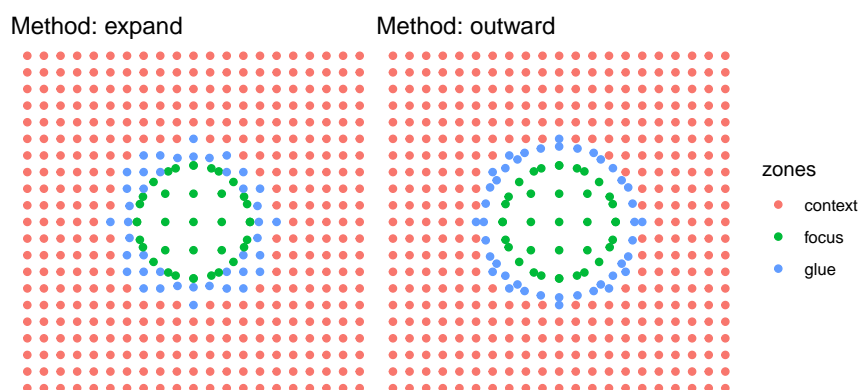 Method: expand
Method: outward
zones
context
focus
glue